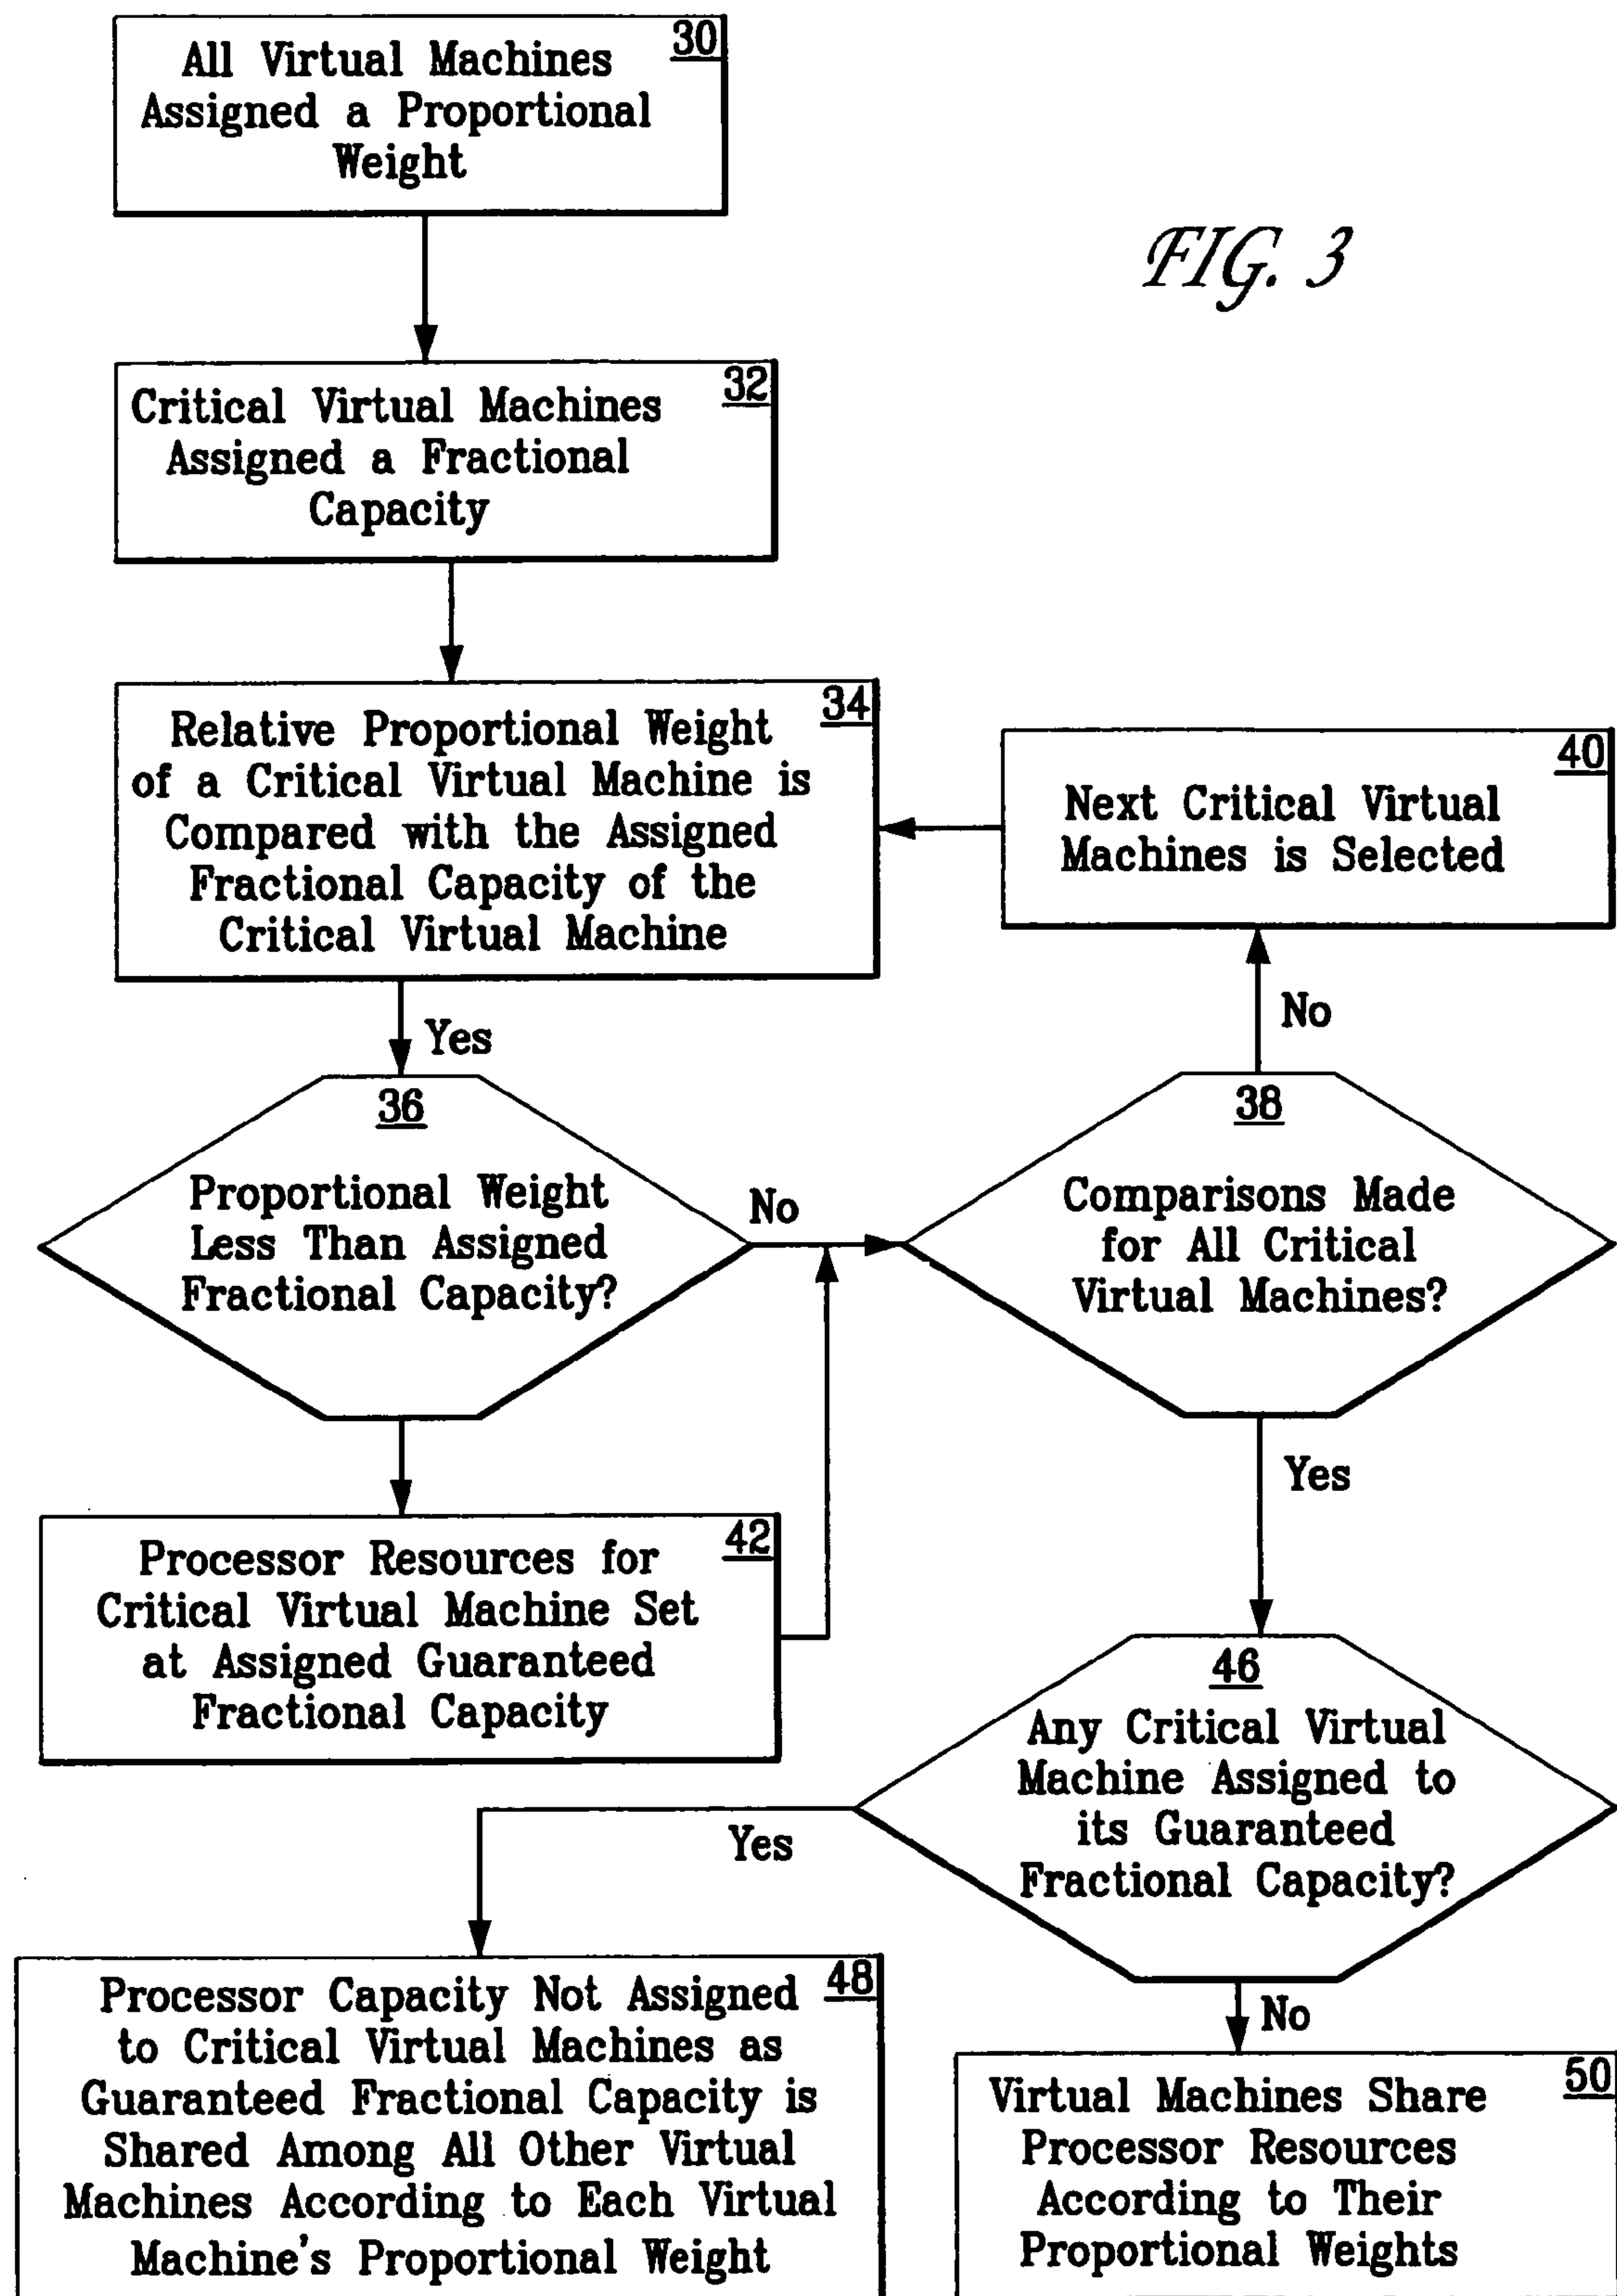 30
All Virtual Machines
Assigned a Proportional
Weight
FIG. 3
32
Critical Virtual Machines
Assigned a Fractional
Capacity
34
Relative Proportional Weight
of a Critical Virtual Machine is
Compared with the Assigned
Fractional Capacity of the
Critical Virtual Machine
40
Next Critical Virtual
Machines is Selected
Yes
No
36
Proportional Weight
Less Than Assigned
Fractional Capacity?
No
38
Comparisons Made
for All Critical
Virtual Machines?
Yes
42
Processor Resources for
Critical Virtual Machine Set
at Assigned Guaranteed
Fractional Capacity
46
Any Critical Virtual
Machine Assigned to
its Guaranteed
Fractional Capacity?
Yes
No
48
Processor Capacity Not Assigned
to Critical Virtual Machines as
Guaranteed Fractional Capacity is
Shared Among All Other Virtual
Machines According to Each Virtual
Machine's Proportional Weight
50
Virtual Machines Share
Processor Resources
According to Their
Proportional Weights